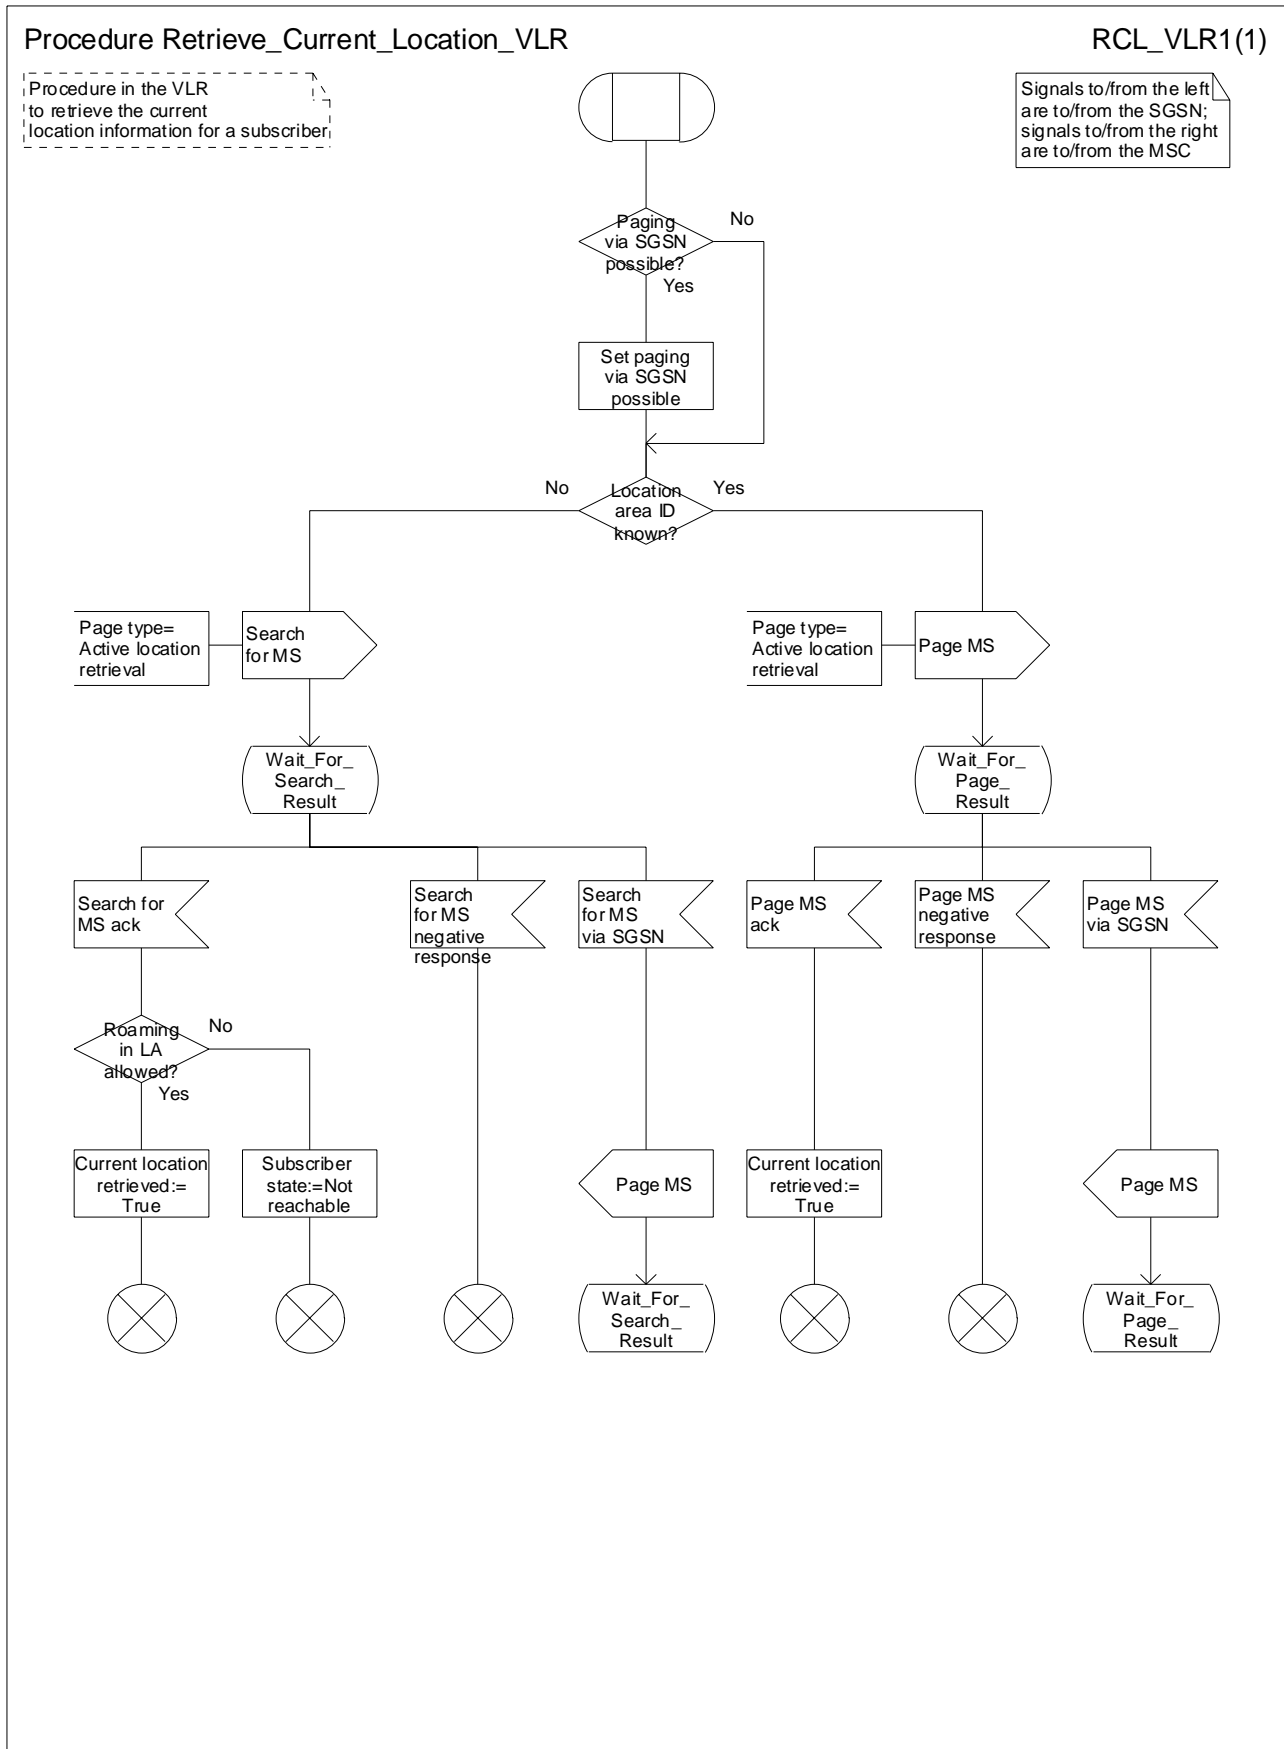 Procedure Retrieve_Current_Location_VLR
RCL_VLR1(1)
Procedure in the VLR
to retrieve the current
location information for a subscriber
Signals to/from the left
are to/from the SGSN;
signals to/from the right
are to/from the MSC
Paging
via SGSN
possible?
No
Yes
Set paging
via SGSN
possible
No
Location
area ID
known?
Yes
Page type=
Active location
retrieval
Search
for MS
Page type=
Active location
retrieval
Page MS
Wait_For_
Search_
Result
Wait_For_
Page_
Result
Search for
MS ack
Search
for MS
negative
response
Search
for MS
via SGSN
Page MS
ack
Page MS
negative
response
Page MS
via SGSN
Roaming
in LA
allowed?
No
Yes
Current location
retrieved:=
True
Subscriber
state:=Not
reachable
Page MS
Current location
retrieved:=
True
Page MS
Wait_For_
Search_
Result
Wait_For_
Page_
Result